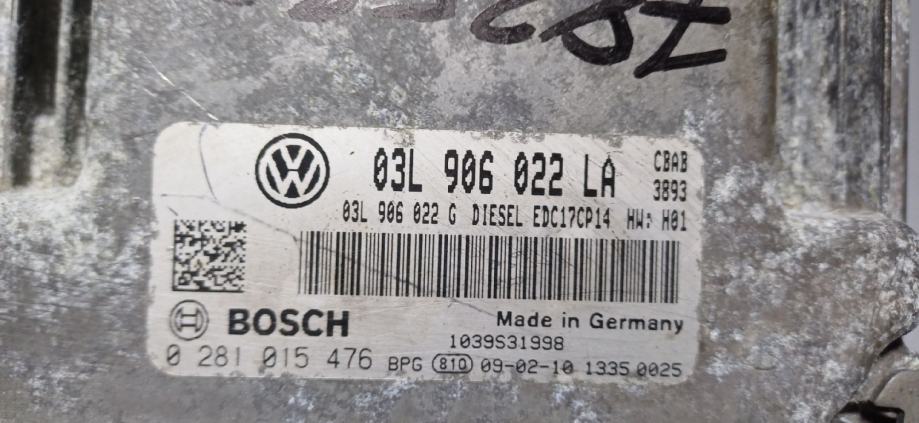 03L 906 022 LA
CBAB
3893
03L 906 022 G DIESEL EDC17CP14 HW: H01
BOSCH
Made in Germany
1039S31998
0 281 015 476 BPG 810 09-02-10 1335 0025